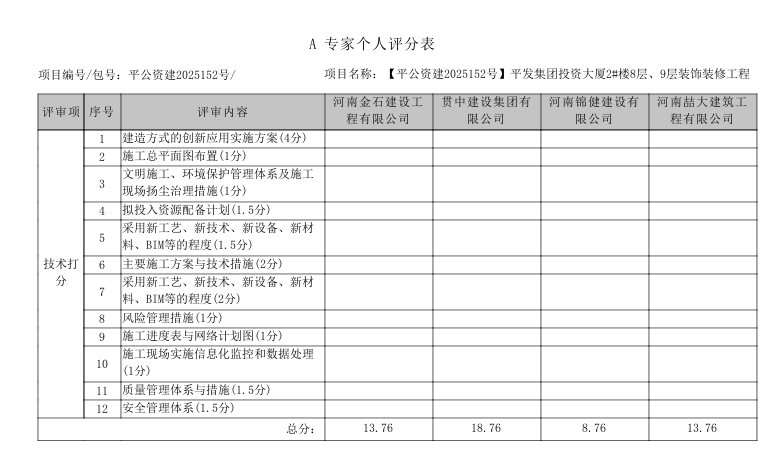 A 专家个人评分表
项目编号/包号: 平公资建2025152号/
项目名称: 【平公资建2025152号】平发集团投资大厦2#楼8层、9层装饰装修工程
评审项 序号 评审内容 河南金石建设工程有限公司 贯中建设集团有限公司 河南锦健建设有限公司 河南喆大建筑工程有限公司
技术打分
1 建造方式的创新应用实施方案(4分)
2 施工总平面图布置(1分)
3 文明施工、环境保护管理体系及施工
现场扬尘治理措施(1分)
4 拟投入资源配备计划(1.5分)
5 采用新工艺、新技术、新设备、新材
料、BIM等的程度(1.5分)
6 主要施工方案与技术措施(2分)
7 采用新工艺、新技术、新设备、新材
料、BIM等的程度(2分)
8 风险管理措施(1分)
9 施工进度表与网络计划图(1分)
10 施工现场实施信息化监控和数据处理
(1分)
11 质量管理体系与措施(1.5分)
12 安全管理体系(1.5分)
总分: 13.76 18.76 8.76 13.76